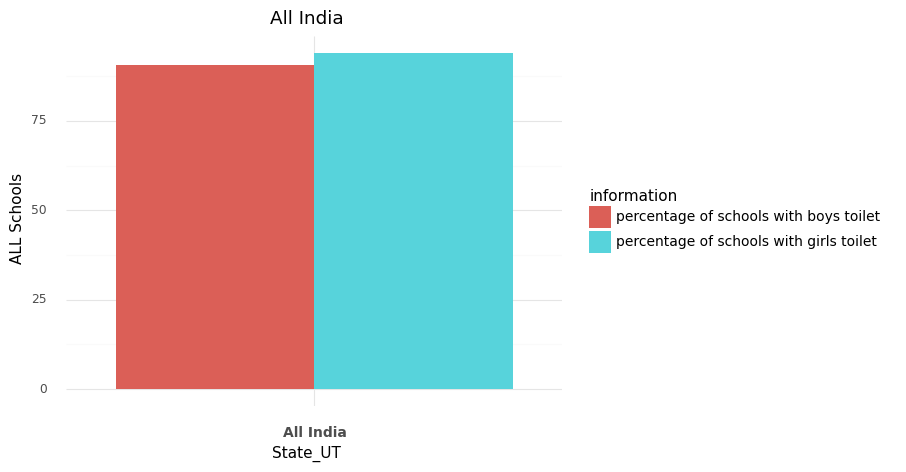 All India
ALL Schools
75
50
25
0
All India
State_UT
information
percentage of schools with boys toilet
percentage of schools with girls toilet